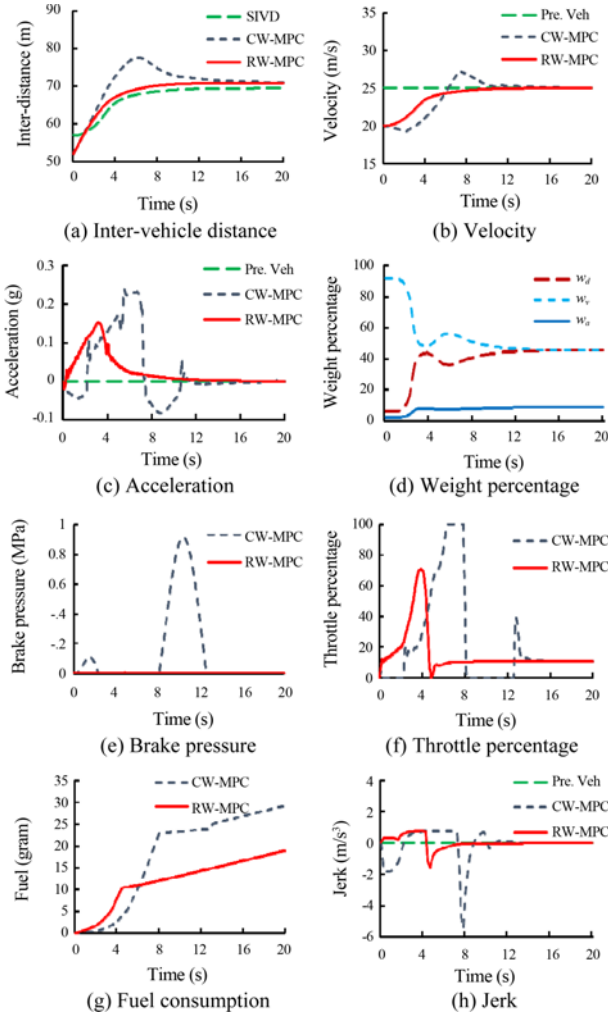 80
70
60
50
0 4 8 12 16 20
Inter-distance (m)
Time (s)
SIVD
CW-MPC
RW-MPC
(a) Inter-vehicle distance
35
30
25
20
15
0 4 8 12 16 20
Velocity (m/s)
Time (s)
Pre. Veh
CW-MPC
RW-MPC
(b) Velocity
0.3
0.2
0.1
0
-0.1
0 4 8 12 16 20
Acceleration (g)
Time (s)
Pre. Veh
CW-MPC
RW-MPC
(c) Acceleration
100
80
60
40
20
0
0 4 8 12 16 20
Weight percentage
Time (s)
w_d
w_v
w_a
(d) Weight percentage
1
0.8
0.6
-.4
-.2
0
0 4 8 12 16 20
Brake pressure (MPa)
Time (s)
CW-MPC
RW-MPC
(e) Brake pressure
100
80
60
40
20
0
0 4 8 12 16 20
Throttle percentage
Time (s)
CW-MPC
RW-MPC
(f) Throttle percentage
35
30
25
20
15
10
5
0
0 4 8 12 16 20
Fuel (gram)
Time (s)
CW-MPC
RW-MPC
(g) Fuel consumption
4
2
0
-2
-4
-6
0 4 8 12 16 20
Jerk (m/s³)
Time (s)
Pre. Veh
CW-MPC
RW-MPC
(h) Jerk